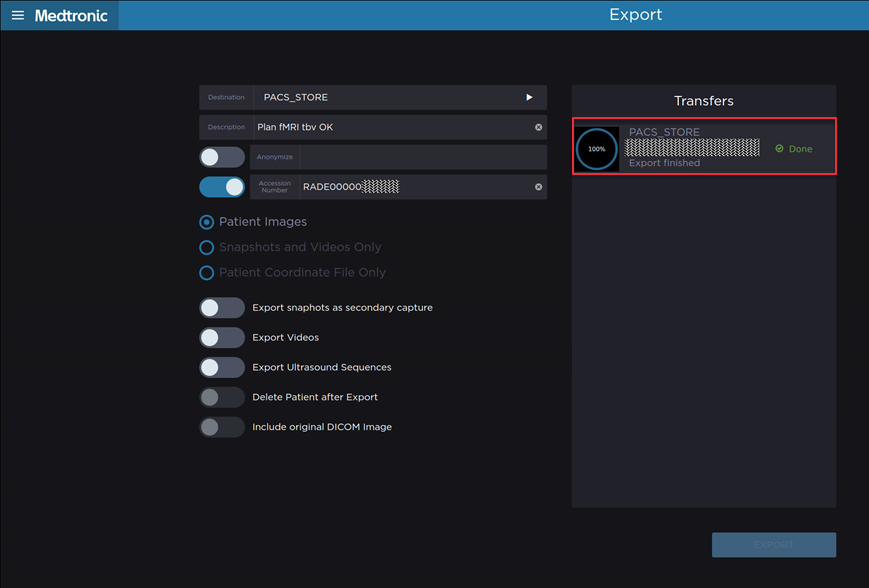 Medtronic
Export
Destination PACS_STORE
Description Plan fMRI tbv OK
Anonymize
Accession Number RADE00000
Patient Images
Snapshots and Videos Only
Patient Coordinate File Only
Export snaphots as secondary capture
Export Videos
Export Ultrasound Sequences
Delete Patient after Export
Include original DICOM Image
Transfers
100%
PACS_STORE
Done
Export finished
EXPORT